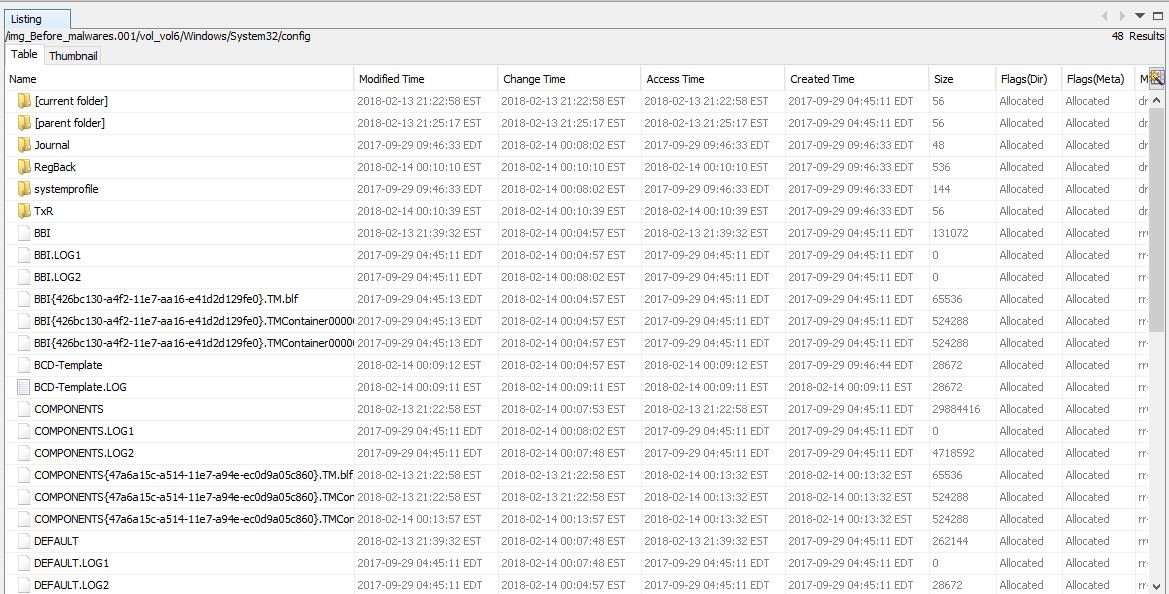 Listing
/img_Before_malwares.001/vol_vol6/Windows/System32/config 48 Results
Table Thumbnail
Name Modified Time Change Time Access Time Created Time Size Flags(Dir) Flags(Meta) M
[current folder] 2018-02-13 21:22:58 EST 2018-02-13 21:22:58 EST 2018-02-13 21:22:58 EST 2017-09-29 04:45:11 EDT 56 Allocated Allocated dr
[parent folder] 2018-02-13 21:25:17 EST 2018-02-13 21:25:17 EST 2018-02-13 21:25:17 EST 2017-09-29 04:45:11 EDT 56 Allocated Allocated dr
Journal 2017-09-29 09:46:33 EDT 2018-02-14 00:08:02 EST 2017-09-29 09:46:33 EDT 2017-09-29 09:46:33 EDT 48 Allocated Allocated dr
RegBack 2018-02-14 00:10:10 EST 2018-02-14 00:10:10 EST 2018-02-14 00:10:10 EST 2017-09-29 09:46:33 EDT 536 Allocated Allocated dr
systemprofile 2017-09-29 09:46:33 EDT 2018-02-14 00:08:02 EST 2017-09-29 09:46:33 EDT 2017-09-29 09:46:33 EDT 144 Allocated Allocated dr
TxR 2018-02-14 00:10:39 EST 2018-02-14 00:10:39 EST 2018-02-14 00:10:39 EST 2017-09-29 09:46:33 EDT 56 Allocated Allocated dr
BBI 2018-02-13 21:39:32 EST 2018-02-14 00:04:57 EST 2018-02-13 21:39:32 EST 2017-09-29 04:45:11 EDT 131072 Allocated Allocated rr
BBI.LOG1 2017-09-29 04:45:11 EDT 2018-02-14 00:04:57 EST 2017-09-29 04:45:11 EDT 2017-09-29 04:45:11 EDT 0 Allocated Allocated rr-
BBI.LOG2 2017-09-29 04:45:11 EDT 2018-02-14 00:08:02 EST 2017-09-29 04:45:11 EDT 2017-09-29 04:45:11 EDT 0 Allocated Allocated rr-
BBI{426bc130-a4f2-11e7-aa16-e41d2d129fe0}.TM.blf 2017-09-29 04:45:13 EDT 2018-02-14 00:04:57 EST 2017-09-29 04:45:11 EDT 2017-09-29 04:45:11 EDT 65536 Allocated Allocated rr-
BBI{426bc130-a4f2-11e7-aa16-e41d2d129fe0}.TMContainer0000 2017-09-29 04:45:13 EDT 2018-02-14 00:04:57 EST 2017-09-29 04:45:11 EDT 2017-09-29 04:45:11 EDT 524288 Allocated Allocated rr-
BBI{426bc130-a4f2-11e7-aa16-e41d2d129fe0}.TMContainer0000 2017-09-29 04:45:11 EDT 2018-02-14 00:04:57 EST 2017-09-29 04:45:11 EDT 2017-09-29 04:45:11 EDT 524288 Allocated Allocated rr-
BCD-Template 2018-02-14 00:09:12 EST 2018-02-14 00:04:57 EST 2018-02-14 00:09:12 EST 2017-09-29 09:46:44 EDT 28672 Allocated Allocated rr
BCD-Template.LOG 2018-02-14 00:09:11 EST 2018-02-14 00:09:11 EST 2018-02-14 00:09:11 EST 2018-02-14 00:09:11 EST 28672 Allocated Allocated rr
COMPONENTS 2018-02-13 21:22:58 EST 2018-02-14 00:07:53 EST 2018-02-13 21:22:58 EST 2017-09-29 04:45:11 EDT 29884416 Allocated Allocated rr
COMPONENTS.LOG1 2017-09-29 04:45:11 EDT 2018-02-14 00:08:02 EST 2017-09-29 04:45:11 EDT 2017-09-29 04:45:11 EDT 0 Allocated Allocated rr-
COMPONENTS.LOG2 2017-09-29 04:45:11 EDT 2018-02-14 00:07:48 EST 2017-09-29 04:45:11 EDT 2017-09-29 04:45:11 EDT 4718592 Allocated Allocated rr-
COMPONENTS{47a6a15c-a514-11e7-a94e-ec0d9a05c860}.TM.blf 2018-02-13 21:22:58 EST 2018-02-13 21:22:58 EST 2018-02-14 00:13:32 EST 2018-02-14 00:13:32 EST 65536 Allocated Allocated rr-
COMPONENTS{47a6a15c-a514-11e7-a94e-ec0d9a05c860}.TMCor 2018-02-13 21:22:58 EST 2018-02-13 21:22:58 EST 2018-02-14 00:13:32 EST 2018-02-14 00:13:32 EST 524288 Allocated Allocated rr-
COMPONENTS{47a6a15c-a514-11e7-a94e-ec0d9a05c860}.TMCor 2018-02-14 00:13:57 EST 2018-02-14 00:13:57 EST 2018-02-14 00:13:32 EST 2018-02-14 00:13:32 EST 524288 Allocated Allocated rr-
DEFAULT 2018-02-13 21:39:32 EST 2018-02-14 00:07:48 EST 2018-02-13 21:39:32 EST 2017-09-29 04:45:11 EDT 262144 Allocated Allocated rr
DEFAULT.LOG1 2017-09-29 04:45:11 EDT 2018-02-14 00:07:48 EST 2017-09-29 04:45:11 EDT 2017-09-29 04:45:11 EDT 0 Allocated Allocated rr-
DEFAULT.LOG2 2017-09-29 04:45:11 EDT 2018-02-14 00:04:57 EST 2017-09-29 04:45:11 EDT 2017-09-29 04:45:11 EDT 28672 Allocated Allocated rr-